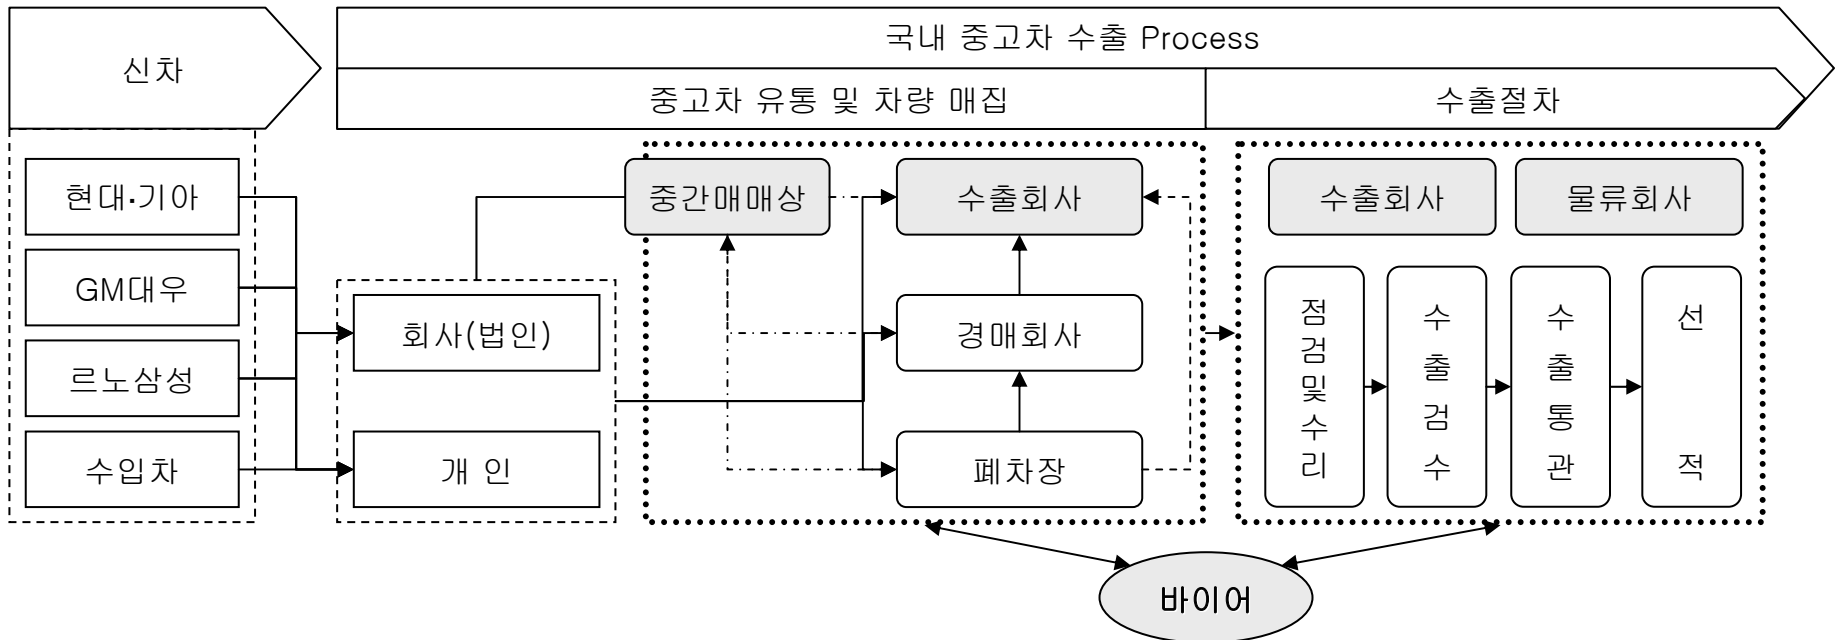 신차
국내 중고차 수출 Process
중고차 유통 및 차량 매집
수출절차
현대·기아
GM대우
르노삼성
수입차
회사(법인)
개 인
중간매매상
수출회사
경매회사
폐차장
수출회사
물류회사
점검및수리
수출검수
수출통관
선적
바이어